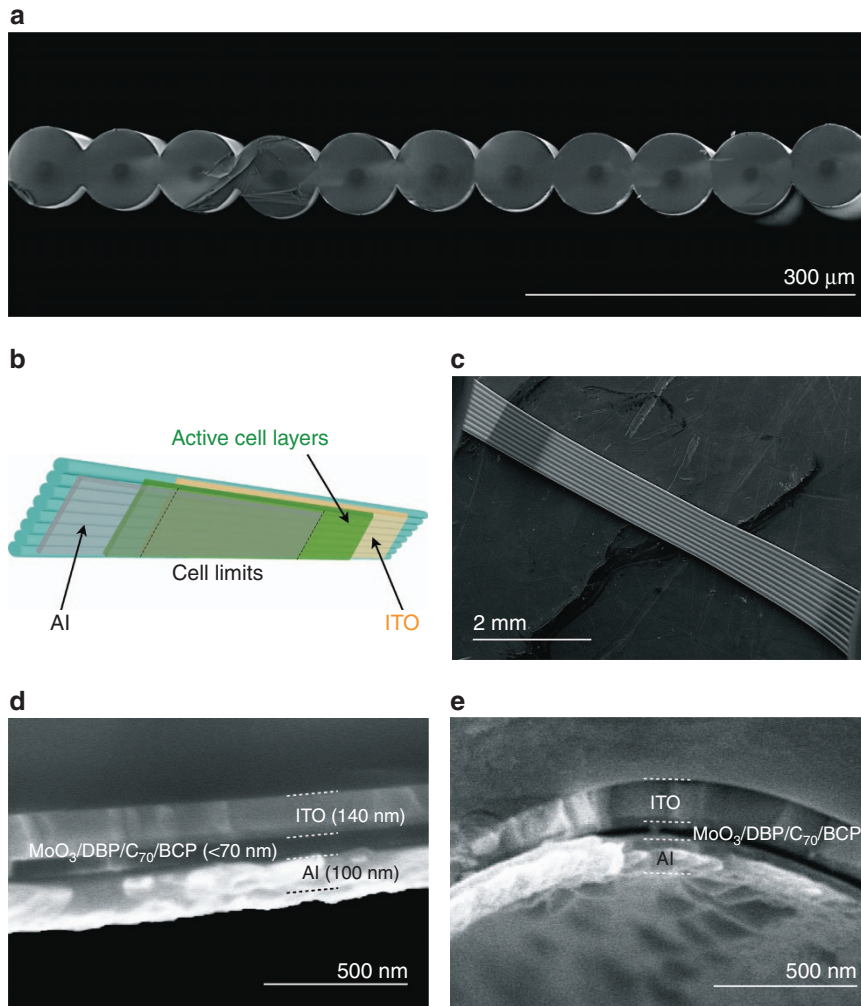 a
300 μm
b
c
Active cell layers
Cell limits
Al
ITO
2 mm
d
e
ITO (140 nm)
MoO₃/DBP/C₇₀/BCP (<70 nm)
Al (100 nm)
500 nm
ITO
MoO₃/DBP/C₇₀/BCP
Al
500 nm